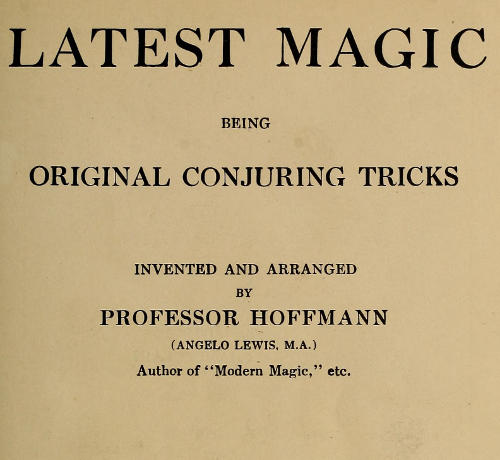 LATEST MAGIC
BEING
ORIGINAL CONJURING TRICKS
INVENTED AND ARRANGED
BY
PROFESSOR HOFFMANN
(ANGELO LEWIS, M.A.)
Author of "Modern Magic," etc.